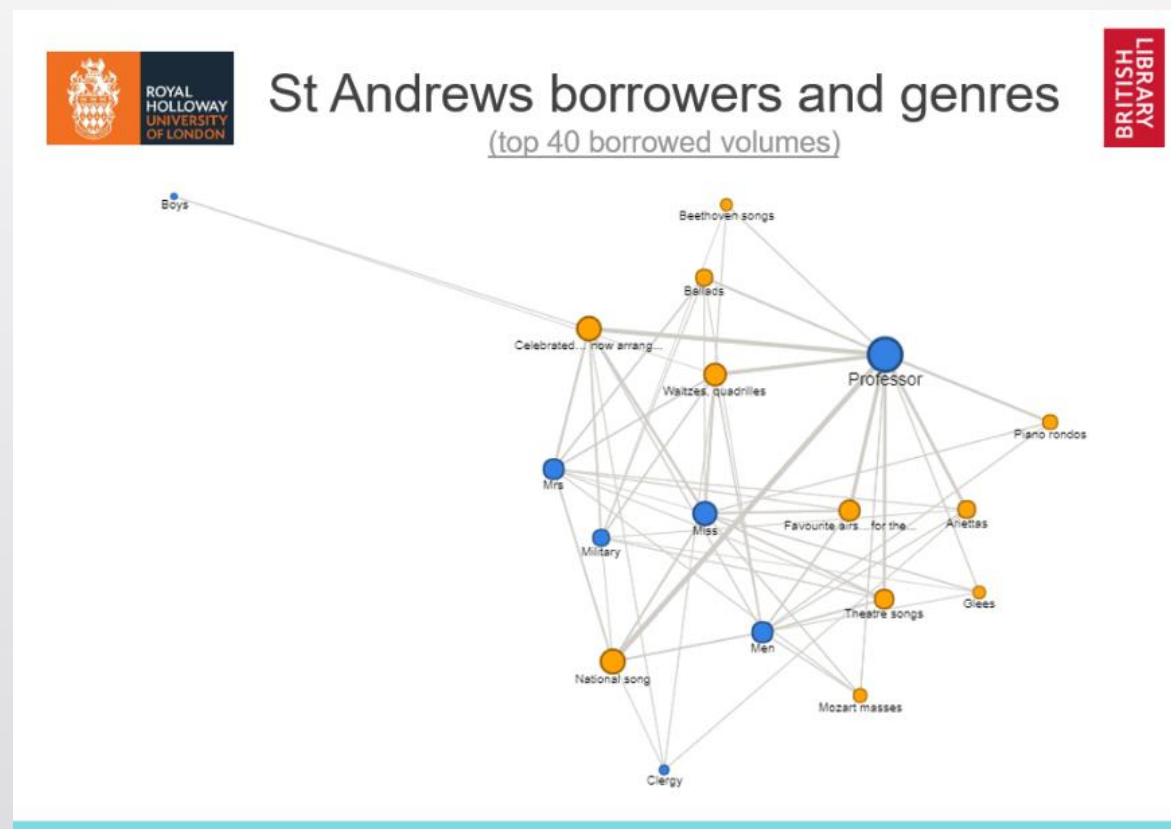 ROYAL
HOLLOWAY
UNIVERSITY
OF LONDON
St Andrews borrowers and genres
(top 40 borrowed volumes)
BRITISH
LIBRARY
Boys
Beethoven songs
Ballads
Celebrated... now arrang...
Professor
Waltzes, quadrilles
Piano rondos
Mrs
Miss
Favourite airs...for the...
Ariettas
Military
Glees
Theatre songs
Men
National song
Mozart masses
Clergy